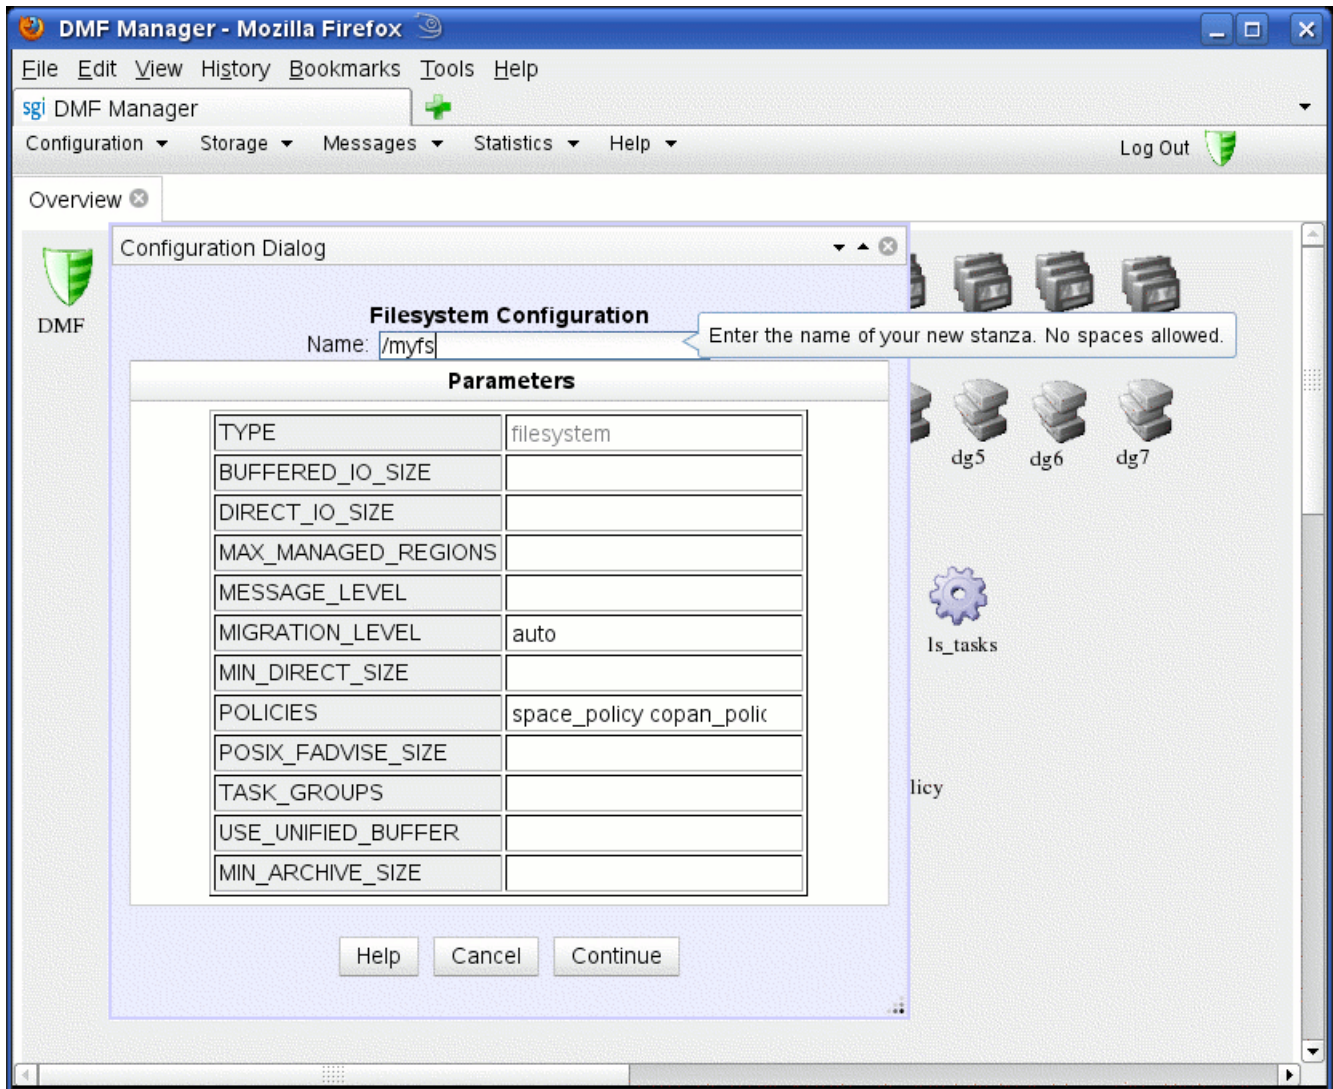 DMF Manager - Mozilla Firefox
File Edit View History Bookmarks Tools Help
sgi DMF Manager
Configuration Storage Messages Statistics Help Log Out
Overview
Configuration Dialog
DMF
Filesystem Configuration
Name: /myfs
Enter the name of your new stanza. No spaces allowed.
Parameters
TYPE filesystem
BUFFERED_IO_SIZE
DIRECT_IO_SIZE
MAX_MANAGED_REGIONS
MESSAGE_LEVEL
MIGRATION_LEVEL auto
MIN_DIRECT_SIZE
POLICIES space_policy copan_polic
POSIX_FADVISE_SIZE
TASK_GROUPS
USE_UNIFIED_BUFFER
MIN_ARCHIVE_SIZE
dg5 dg6 dg7
ls_tasks
licy
Help Cancel Continue